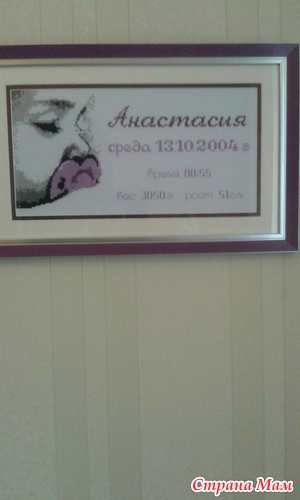 Анастасия
среда 13.10.2004 г
время 00:55
вес 3050 г рост 51 см
Страна Мам